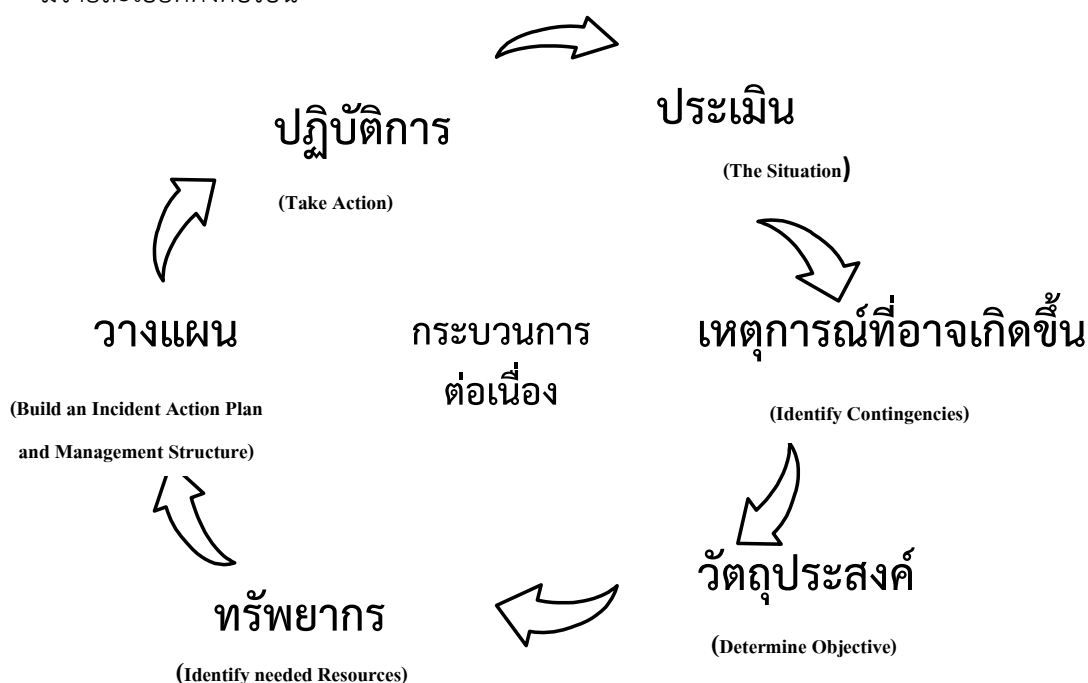 ปฏิบัติการ
(Take Action)
ประเมิน
(The Situation)
เหตุการณ์ที่อาจเกิดขึ้น
(Identify Contingencies)
วัตถุประสงค์
(Determine Objective)
ทรัพยากร
(Identify needed Resources)
วางแผน
(Build an Incident Action Plan
and Management Structure)
กระบวนการ
ต่อเนื่อง